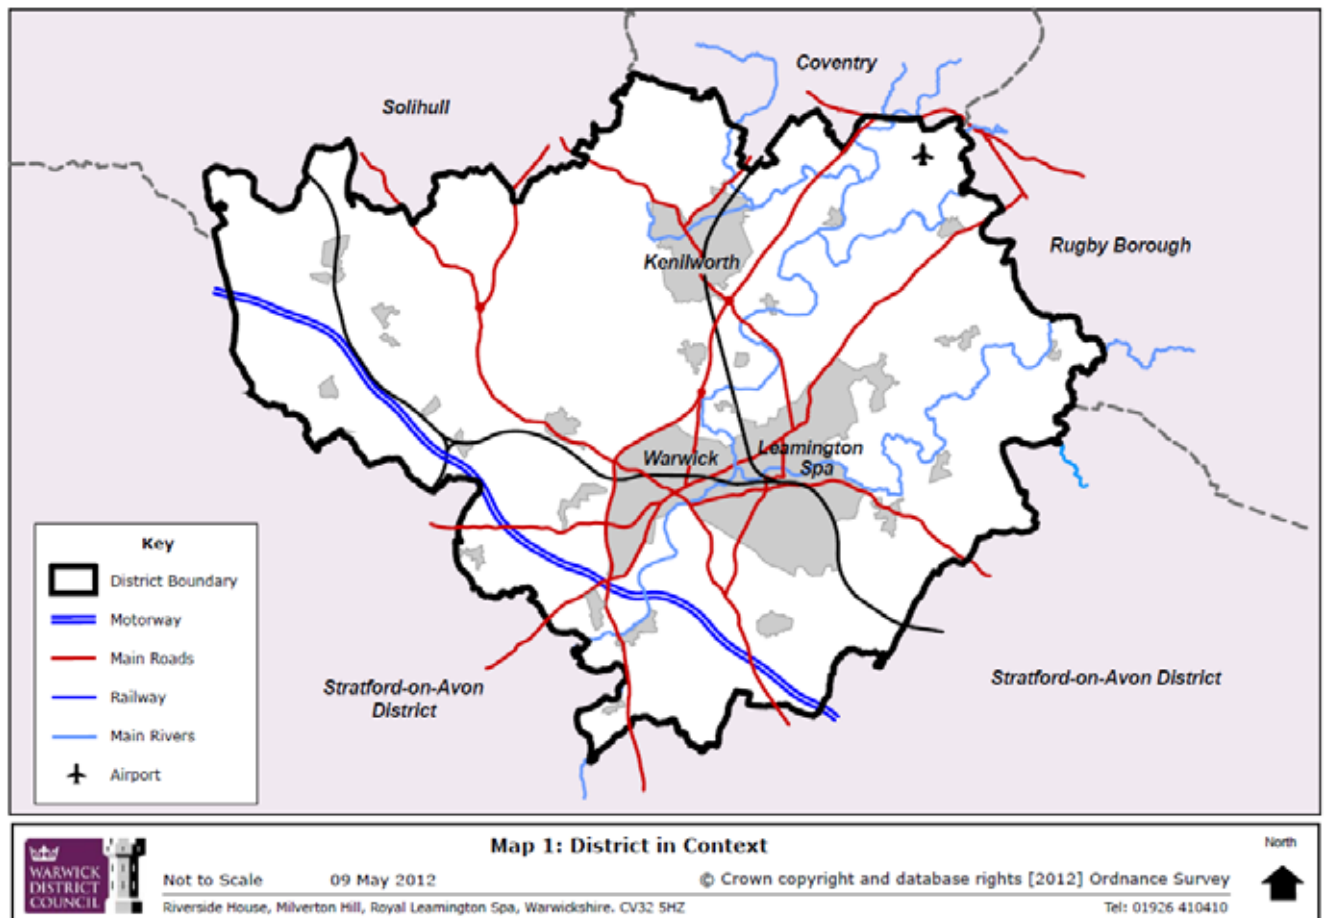 Coventry
Solihull
Rugby Borough
Kenilworth
Warwick
Leamington
Spa
Stratford-on-Avon
District
Stratford-on-Avon District
Key
District Boundary
Motorway
Main Roads
Railway
Main Rivers
Airport
WARWICK
DISTRICT
COUNCIL
Map 1: District in Context
North
Not to Scale 09 May 2012 © Crown copyright and database rights [2012] Ordnance Survey
Riverside House, Milverton Hill, Royal Leamington Spa, Warwickshire. CV32 5HZ Tel: 01926 410410